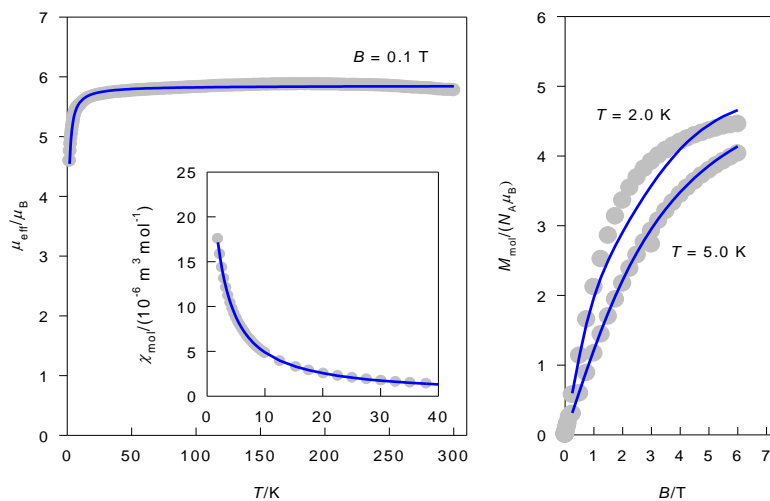 7
6
5
4
3
2
1
0
μeff/μB
B = 0.1 T
0 50 100 150 200 250 300
T/K
25
20
15
10
5
0
χmol/(10⁻⁶ m³ mol⁻¹)
0 10 20 30 40
6
5
4
3
2
1
0
Mmol/(NAμB)
T = 2.0 K
T = 5.0 K
0 1 2 3 4 5 6 7
B/T